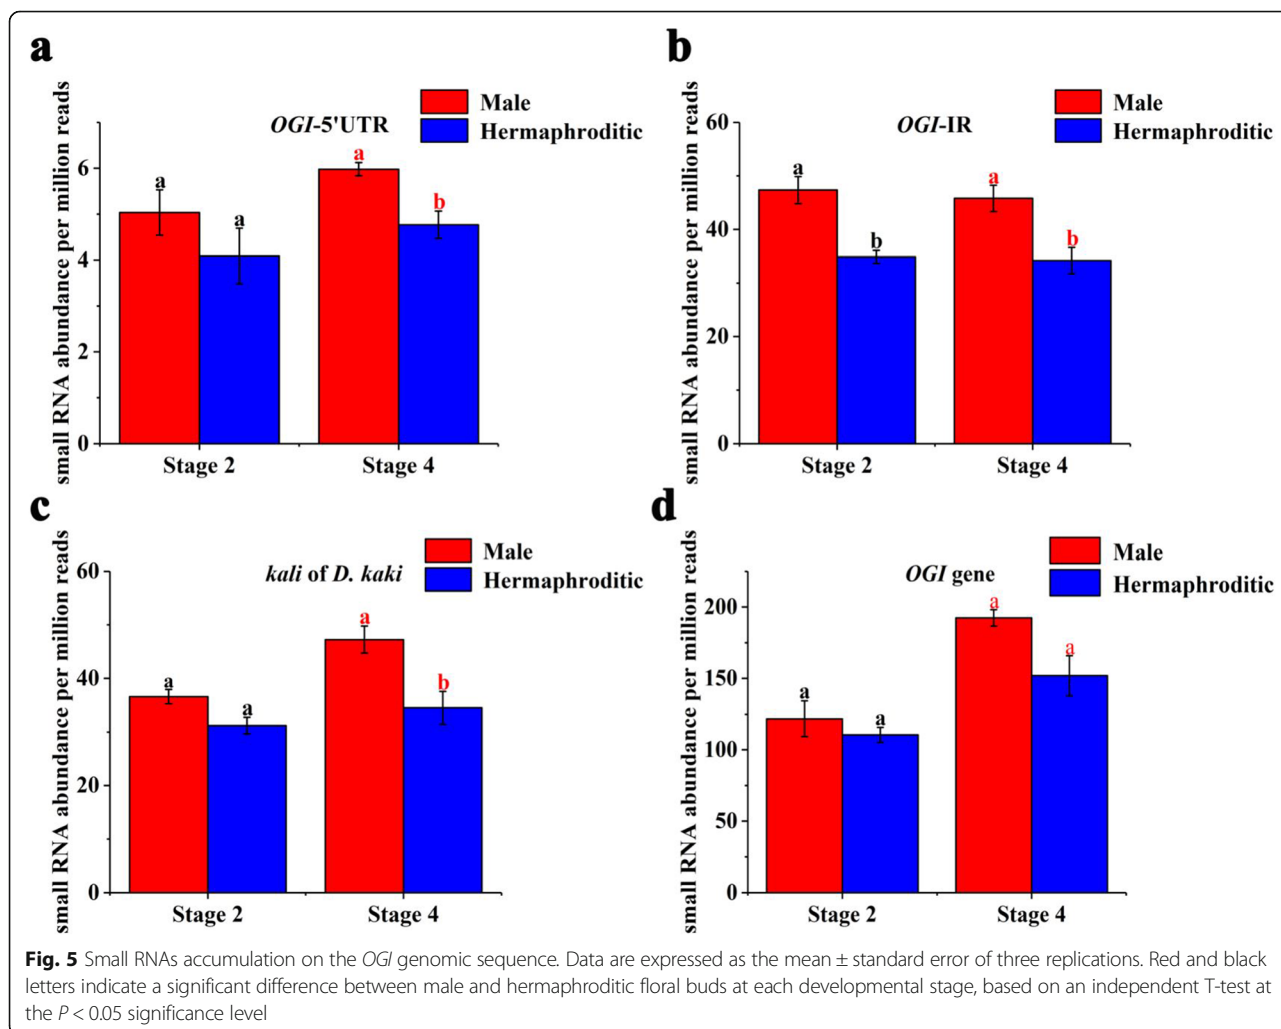 a
small RNA abundance per million reads
OGI-5'UTR
Male
Hermaphroditic
6
4
2
0
a
a
a
b
Stage 2
Stage 4
b
small RNA abundance per million reads
OGI-IR
Male
Hermaphroditic
60
40
20
0
a
b
a
b
Stage 2
Stage 4
c
small RNA abundance per million reads
kali of D. kaki
Male
Hermaphroditic
60
40
20
0
a
a
a
b
Stage 2
Stage 4
d
small RNA abundance per million reads
OGI gene
Male
Hermaphroditic
200
150
100
50
0
a
a
a
a
Stage 2
Stage 4
Fig. 5 Small RNAs accumulation on the OGI genomic sequence. Data are expressed as the mean ± standard error of three replications. Red and black
letters indicate a significant difference between male and hermaphroditic floral buds at each developmental stage, based on an independent T-test at
the P < 0.05 significance level